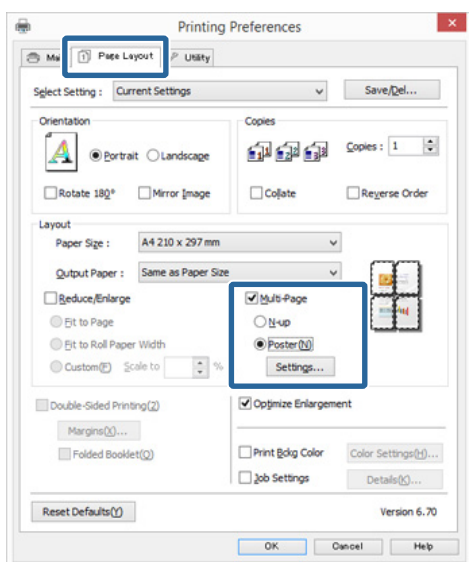 Printing Preferences
Ma Page Layout Utility
Select Setting : Current Settings Save/Del...
Orientation Copies
Portrait Landscape Copies : 1
Rotate 180° Mirror Image Collate Reverse Order
Layout
Paper Size : A4 210 x 297 mm
Output Paper : Same as Paper Size
Reduce/Enlarge Multi-Page
Fit to Page N-up
Fit to Roll Paper Width Poster(N)
Custom(F) Scale to % Settings...
Double-Sided Printing(2) Optimize Enlargement
Margins(X)...
Folded Booklet(Q) Print Bckg Color Color Settings(H)...
Job Settings Details(K)...
Reset Defaults(Y) Version 6.70
OK Cancel Help